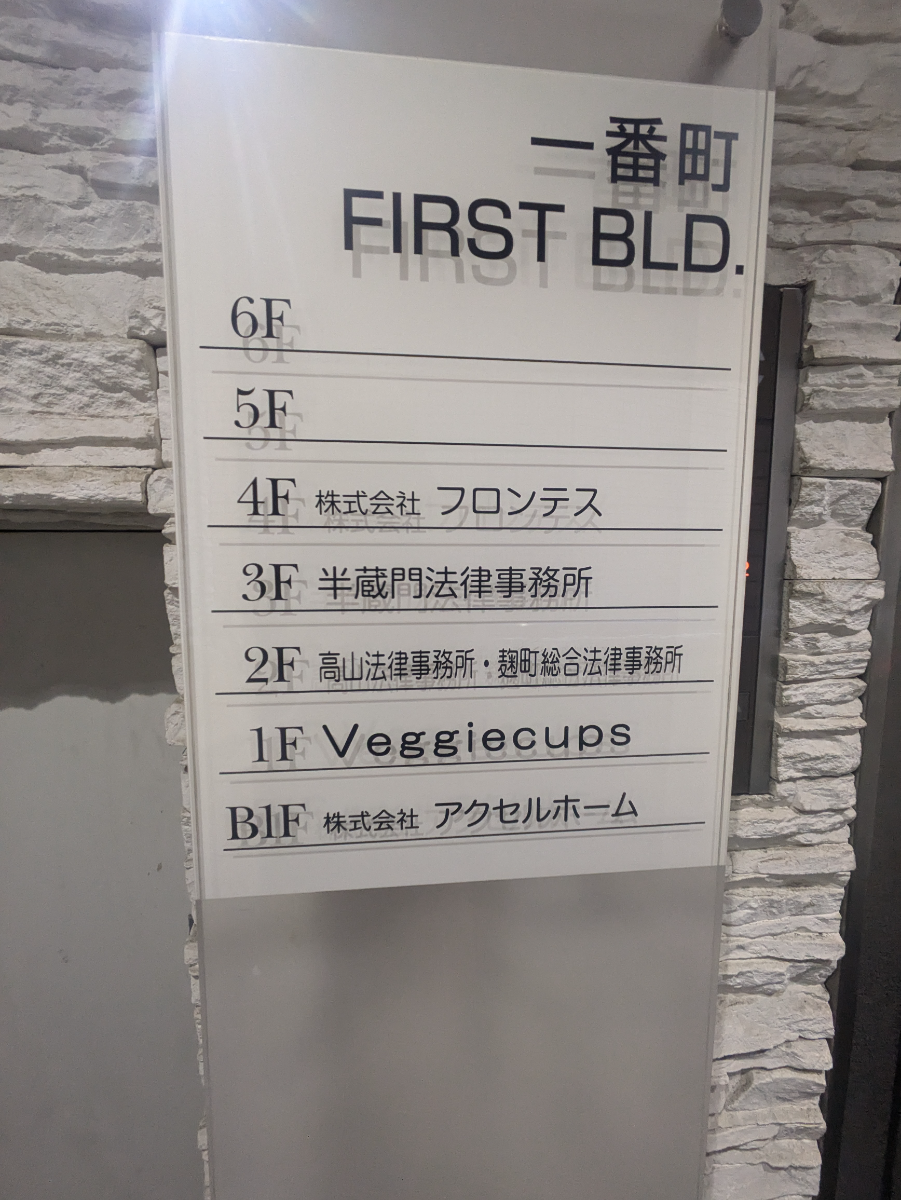 一番町
FIRST BLD.
6F
5F
4F 株式会社 フロンテス
3F 半蔵門法律事務所
2F 高山法律事務所・麹町総合法律事務所
1F Veggiecups
B1F 株式会社 アクセルホーム